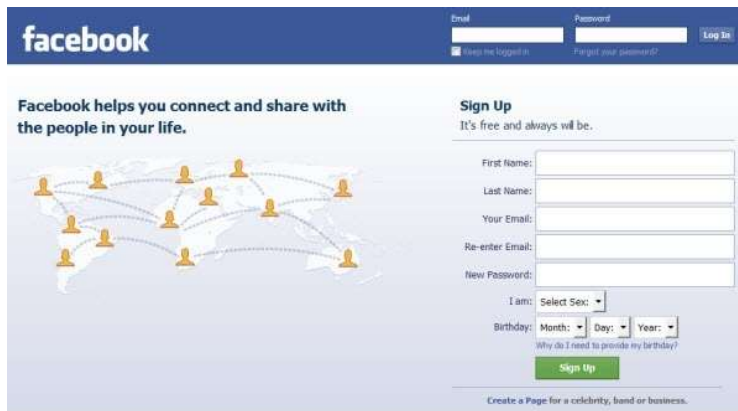 facebook
Email Password
Log In
Keep me logged in Forgot your password?
Facebook helps you connect and share with
the people in your life.
Sign Up
It's free and always will be.
First Name:
Last Name:
Your Email:
Re-enter Email:
New Password:
I am: Select Sex:
Birthday: Month: Day: Year:
Why do I need to provide my birthday?
Sign Up
Create a Page for a celebrity, band or business.